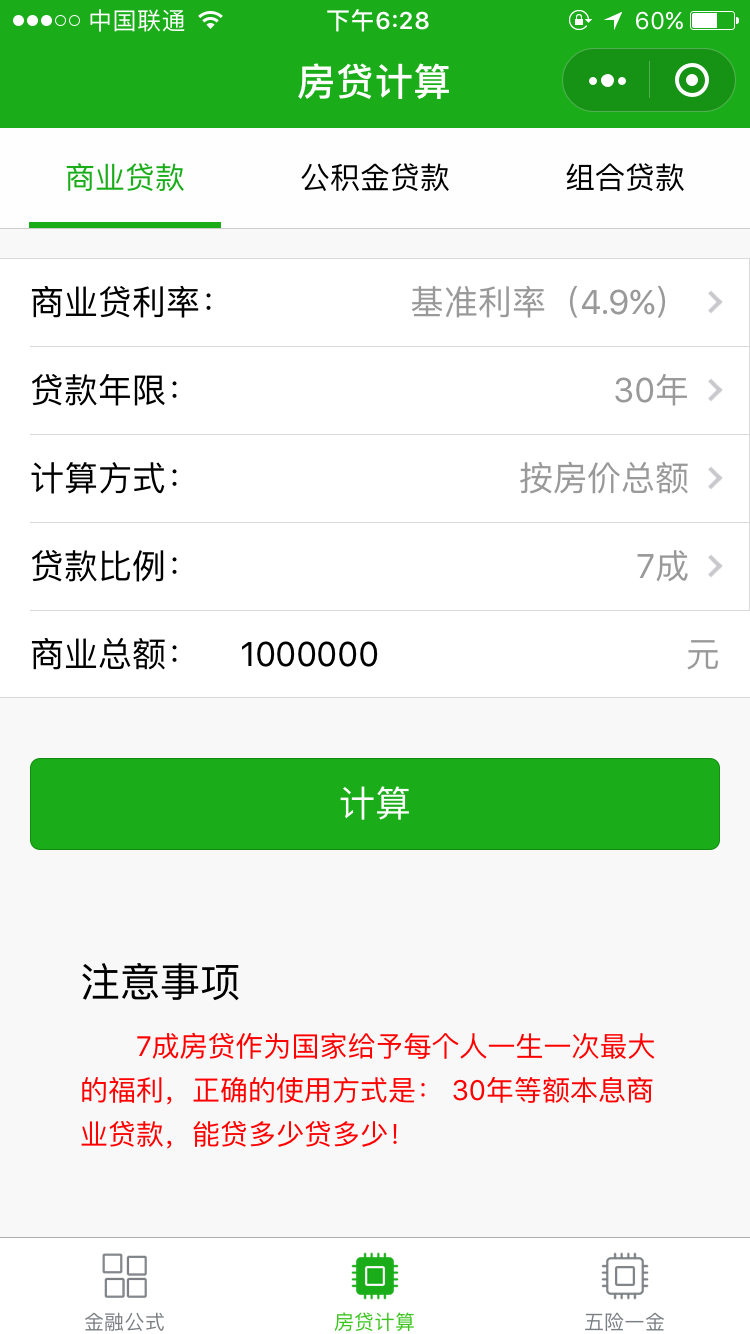 中国联通 下午6:28 60%
房贷计算
商业贷款 公积金贷款 组合贷款
商业贷利率： 基准利率（4.9%）
贷款年限： 30年
计算方式： 按房价总额
贷款比例： 7成
商业总额： 1000000 元
计算
注意事项
7成房贷作为国家给予每个人一生一次最大
的福利，正确的使用方式是： 30年等额本息商
业贷款，能贷多少贷多少！
金融公式 房贷计算 五险一金